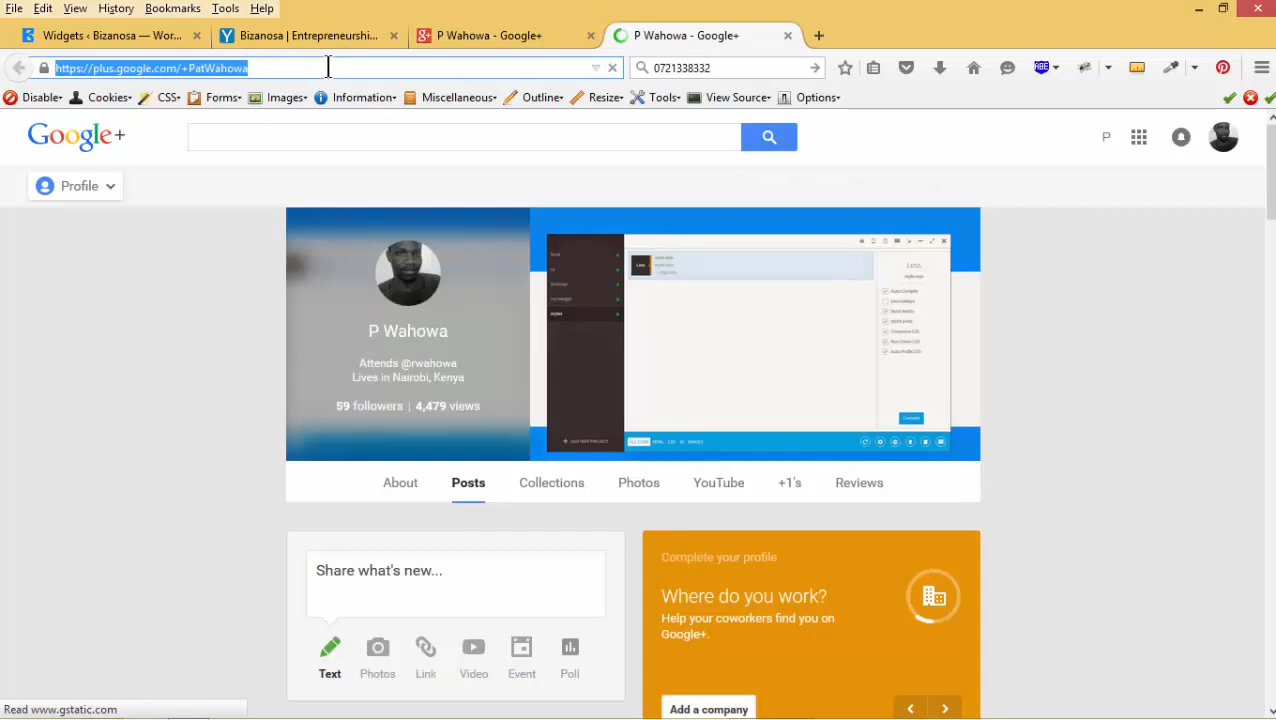 File Edit View History Bookmarks Tools Help
Widgets ‹ Bizanosa — Wor...
Bizanosa | Entrepreneurshi...
P Wahowa - Google+
P Wahowa - Google+
https://plus.google.com/+PatWahowa
0721338332
Disable Cookies CSS Forms Images Information Miscellaneous Outline Resize Tools View Source Options
Google+
P
Profile
P Wahowa
Attends @rwahowa
Lives in Nairobi, Kenya
59 followers | 4,479 views
Compile
About Posts Collections Photos YouTube +1's Reviews
Share what's new...
Text Photos Link Video Event Poll
Complete your profile
Where do you work?
Help your coworkers find you on
Google+.
Add a company
Read www.gstatic.com